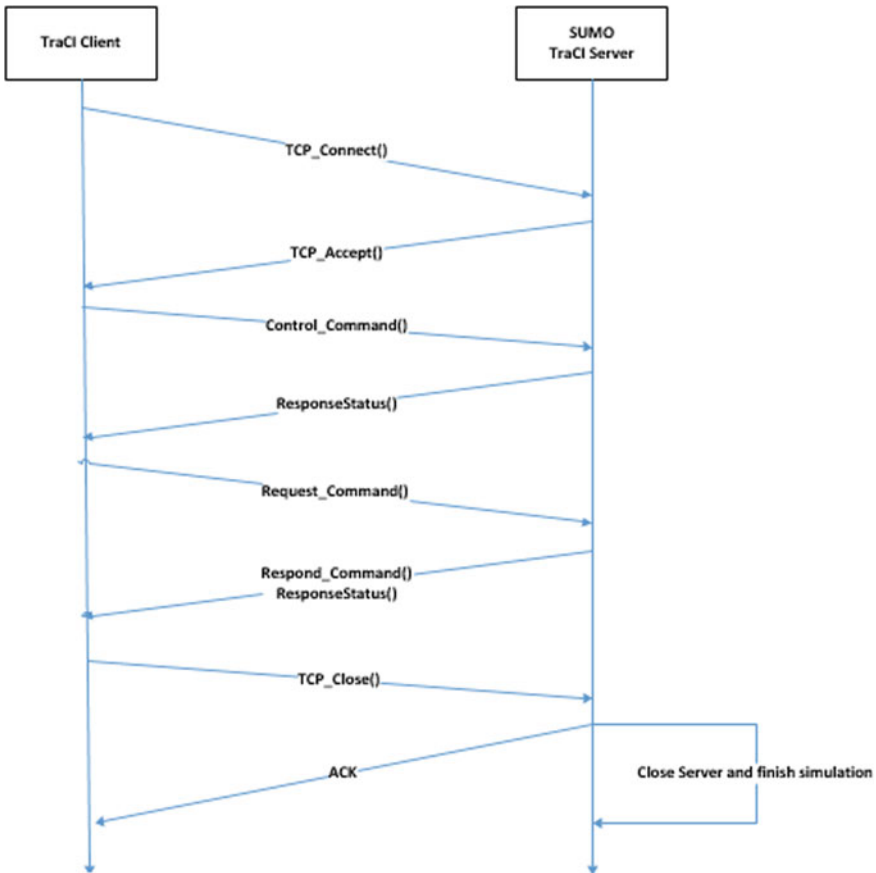 TraCI Client
SUMO
TraCI Server
TCP_Connect()
TCP_Accept()
Control_Command()
ResponseStatus()
Request_Command()
Respond_Command()
ResponseStatus()
TCP_Close()
ACK
Close Server and finish simulation